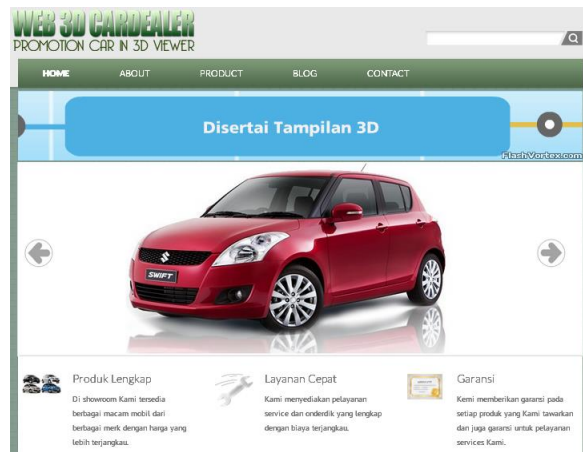 WEB 3D CARDEALER
PROMOTION CAR IN 3D VIEWER
HOME ABOUT PRODUCT BLOG CONTACT
Disertai Tampilan 3D
FlashVortex.com
SWIFT
Produk Lengkap
Di showroom Kami tersedia
berbagai macam mobil dari
berbagai merk dengan harga yang
lebih terjangkau.
Layanan Cepat
Kami menyediakan pelayanan
service dan onderdik yang lengkap
dengan biaya terjangkau.
Garansi
Kemi memberikan garansi pada
setiap produk yang Kami tawarkan
dan juga garansi untuk pelayanan
services Kami.